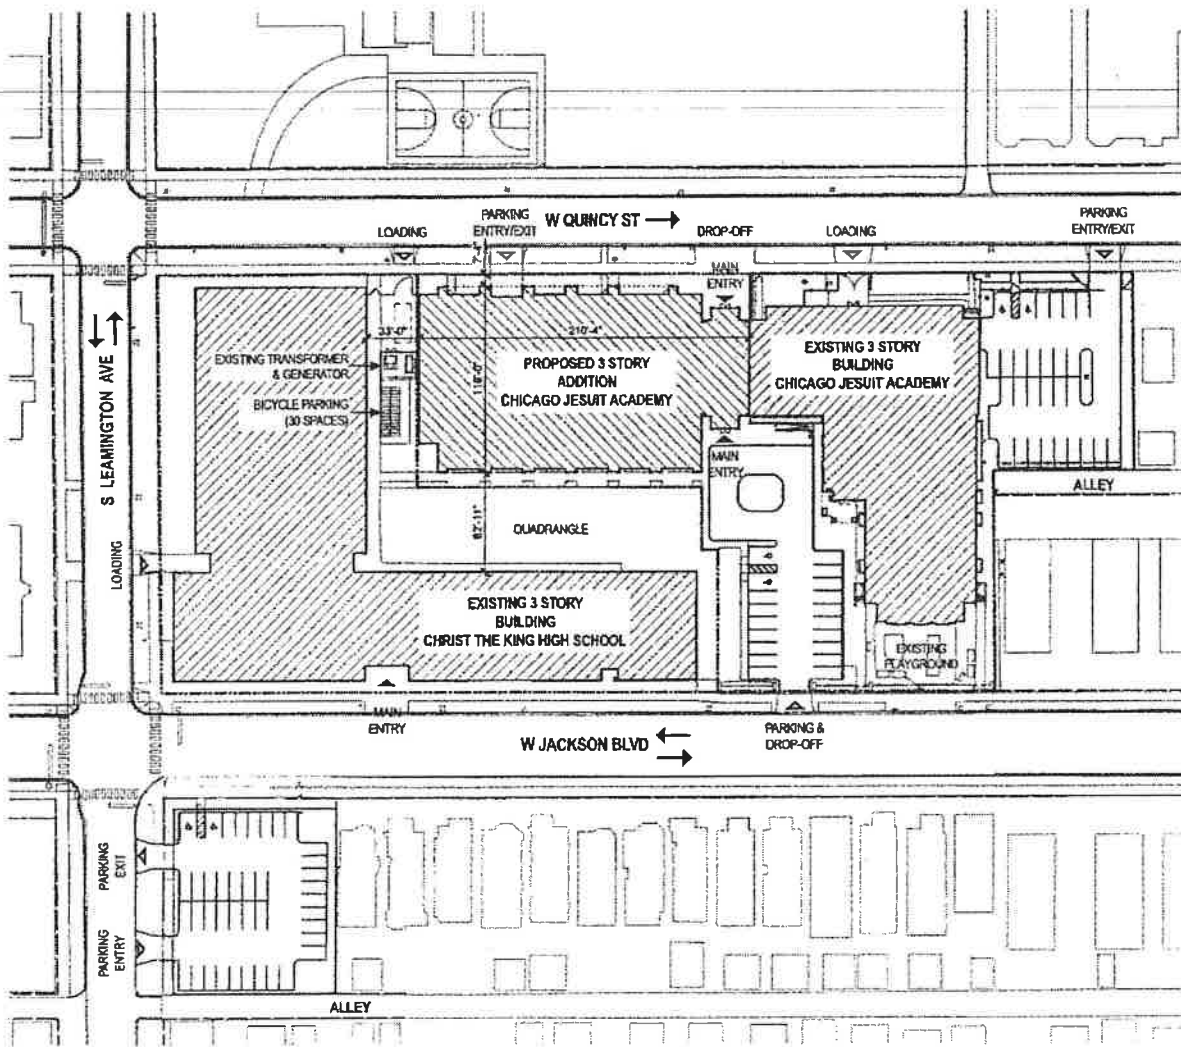 W QUINCY ST
LOADING
PARKING
ENTRY/EXIT
DROP-OFF
LOADING
PARKING
ENTRY/EXIT
MAIN
ENTRY
33'-0"
210'-4"
EXISTING TRANSFORMER
& GENERATOR
BICYCLE PARKING
(30 SPACES)
PROPOSED 3 STORY
ADDITION
CHICAGO JESUIT ACADEMY
EXISTING 3 STORY
BUILDING
CHICAGO JESUIT ACADEMY
MAIN
ENTRY
S LEAMINGTON AVE
LOADING
QUADRANGLE
82'-11"
ALLEY
EXISTING 3 STORY
BUILDING
CHRIST THE KING HIGH SCHOOL
EXISTING
PLAYGROUND
MAIN
ENTRY
W JACKSON BLVD
PARKING &
DROP-OFF
PARKING
EXIT
PARKING
ENTRY
ALLEY